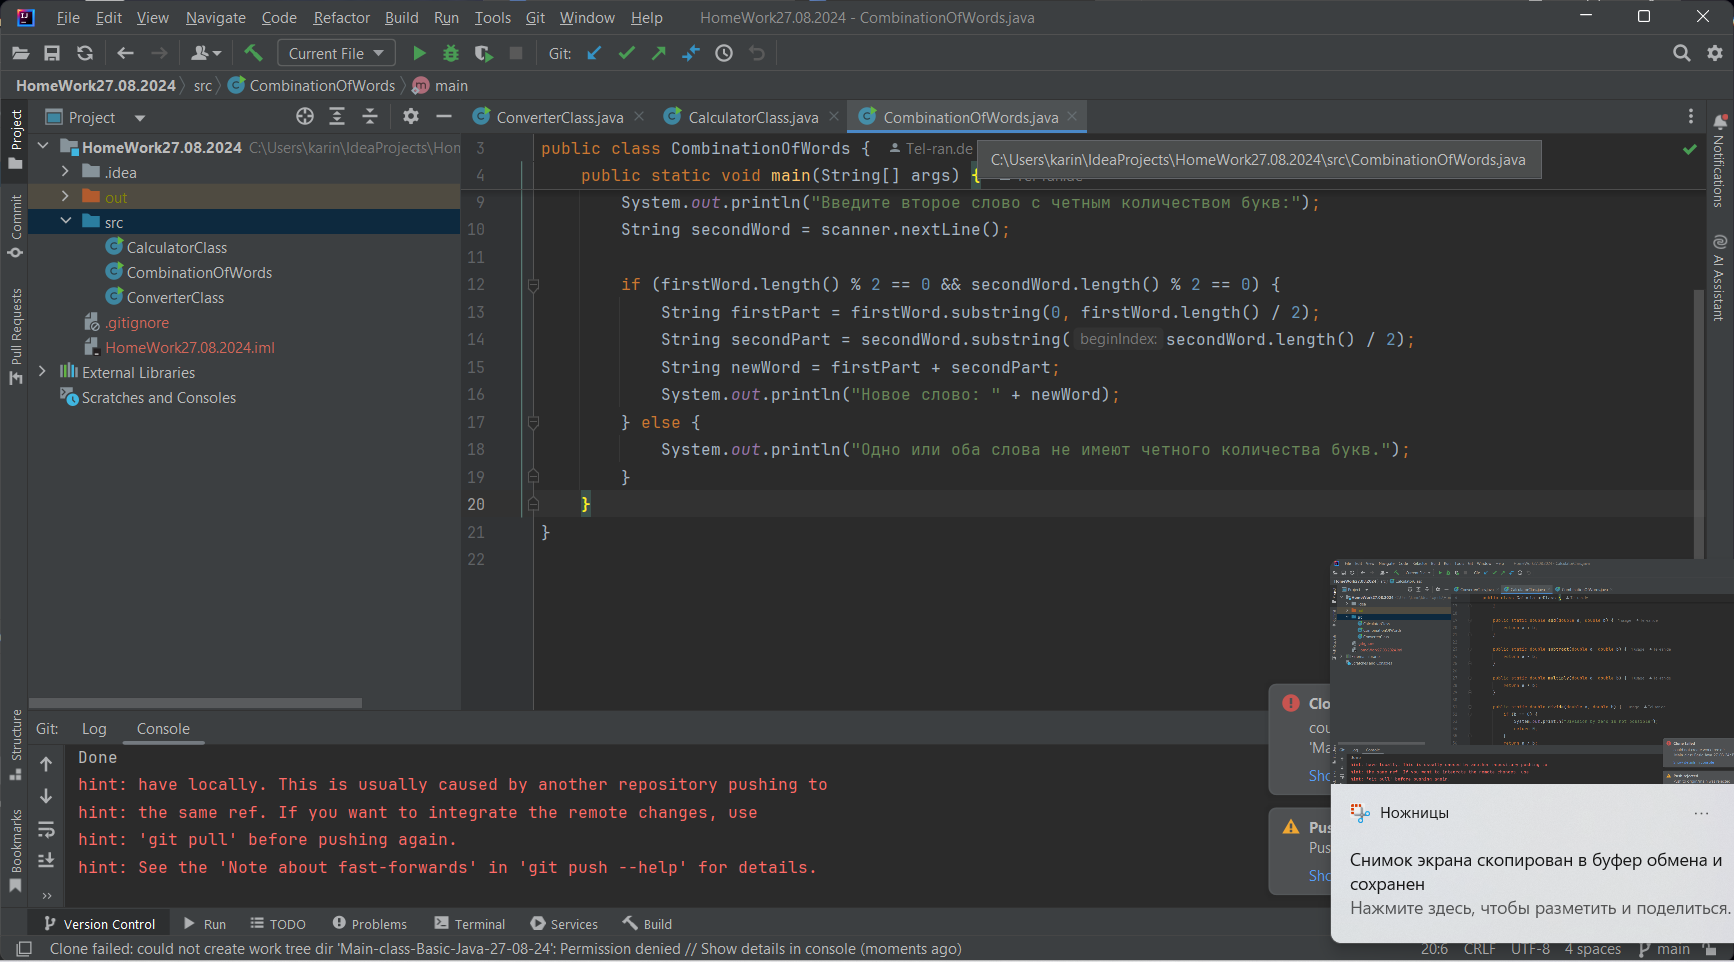 File Edit View Navigate Code Refactor Build Run Tools Git Window Help HomeWork27.08.2024 - CombinationOfWords.java
Current File Git:
HomeWork27.08.2024 src CombinationOfWords main
Project
ConverterClass.java CalculatorClass.java CombinationOfWords.java
HomeWork27.08.2024 C:\Users\karin\IdeaProjects\Hon
.idea
out
src
CalculatorClass
CombinationOfWords
ConverterClass
.gitignore
HomeWork27.08.2024.iml
External Libraries
Scratches and Consoles
Project
Commit
Pull Requests
Structure
Bookmarks
Notifications
AI Assistant
3 public class CombinationOfWords { Tel-ran.de
C:\Users\karin\IdeaProjects\HomeWork27.08.2024\src\CombinationOfWords.java
4 public static void main(String[] args) {
9 System.out.println("Введите второе слово с четным количеством букв:");
10 String secondWord = scanner.nextLine();
11
12 if (firstWord.length() % 2 == 0 && secondWord.length() % 2 == 0) {
13 String firstPart = firstWord.substring(0, firstWord.length() / 2);
14 String secondPart = secondWord.substring( beginIndex: secondWord.length() / 2);
15 String newWord = firstPart + secondPart;
16 System.out.println("Новое слово: " + newWord);
17 } else {
18 System.out.println("Одно или оба слова не имеют четного количества букв.");
19 }
20 }
21 }
22
Git: Log Console
Done
hint: have locally. This is usually caused by another repository pushing to
hint: the same ref. If you want to integrate the remote changes, use
hint: 'git pull' before pushing again.
hint: See the 'Note about fast-forwards' in 'git push --help' for details.
Clo
cou
'Ma
Sho
Pus
Pus
Sho
Ножницы
Снимок экрана скопирован в буфер обмена и
сохранен
Нажмите здесь, чтобы разметить и поделиться.
Version Control Run TODO Problems Terminal Services Build
Clone failed: could not create work tree dir 'Main-class-Basic-Java-27-08-24': Permission denied // Show details in console (moments ago)
20:6 CRLF UTF-8 4 spaces main